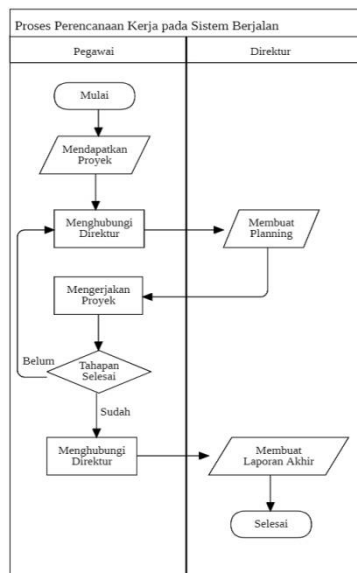 Proses Perencanaan Kerja pada Sistem Berjalan
Pegawai
Direktur
Mulai
Mendapatkan
Proyek
Menghubungi
Direktur
Membuat
Planning
Mengerjakan
Proyek
Belum
Tahapan
Selesai
Sudah
Menghubungi
Direktur
Membuat
Laporan Akhir
Selesai